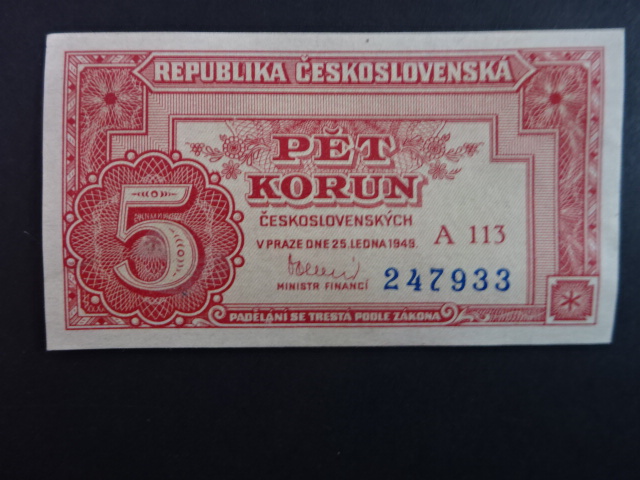 REPUBLIKA ČESKOSLOVENSKÁ
PĚT
KORUN
5
ČESKOSLOVENSKÝCH
V PRAZE DNE 25. LEDNA 1949.
A 113
MINISTR FINANCÍ
247933
PADĚLÁNÍ SE TRESTÁ PODLE ZÁKONA